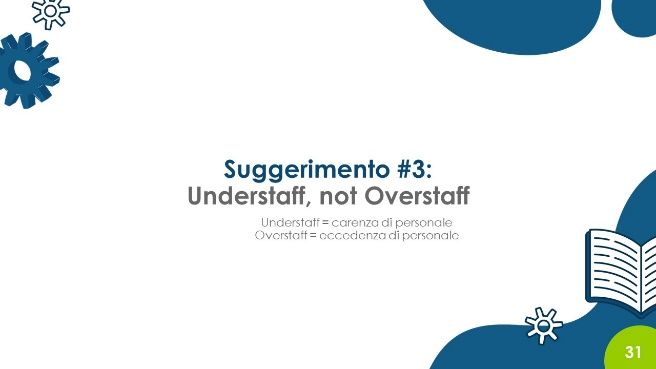 Suggerimento #3:
Understaff, not Overstaff
Understaff = carenza di personale
Overstaff = eccedenza di personale
31